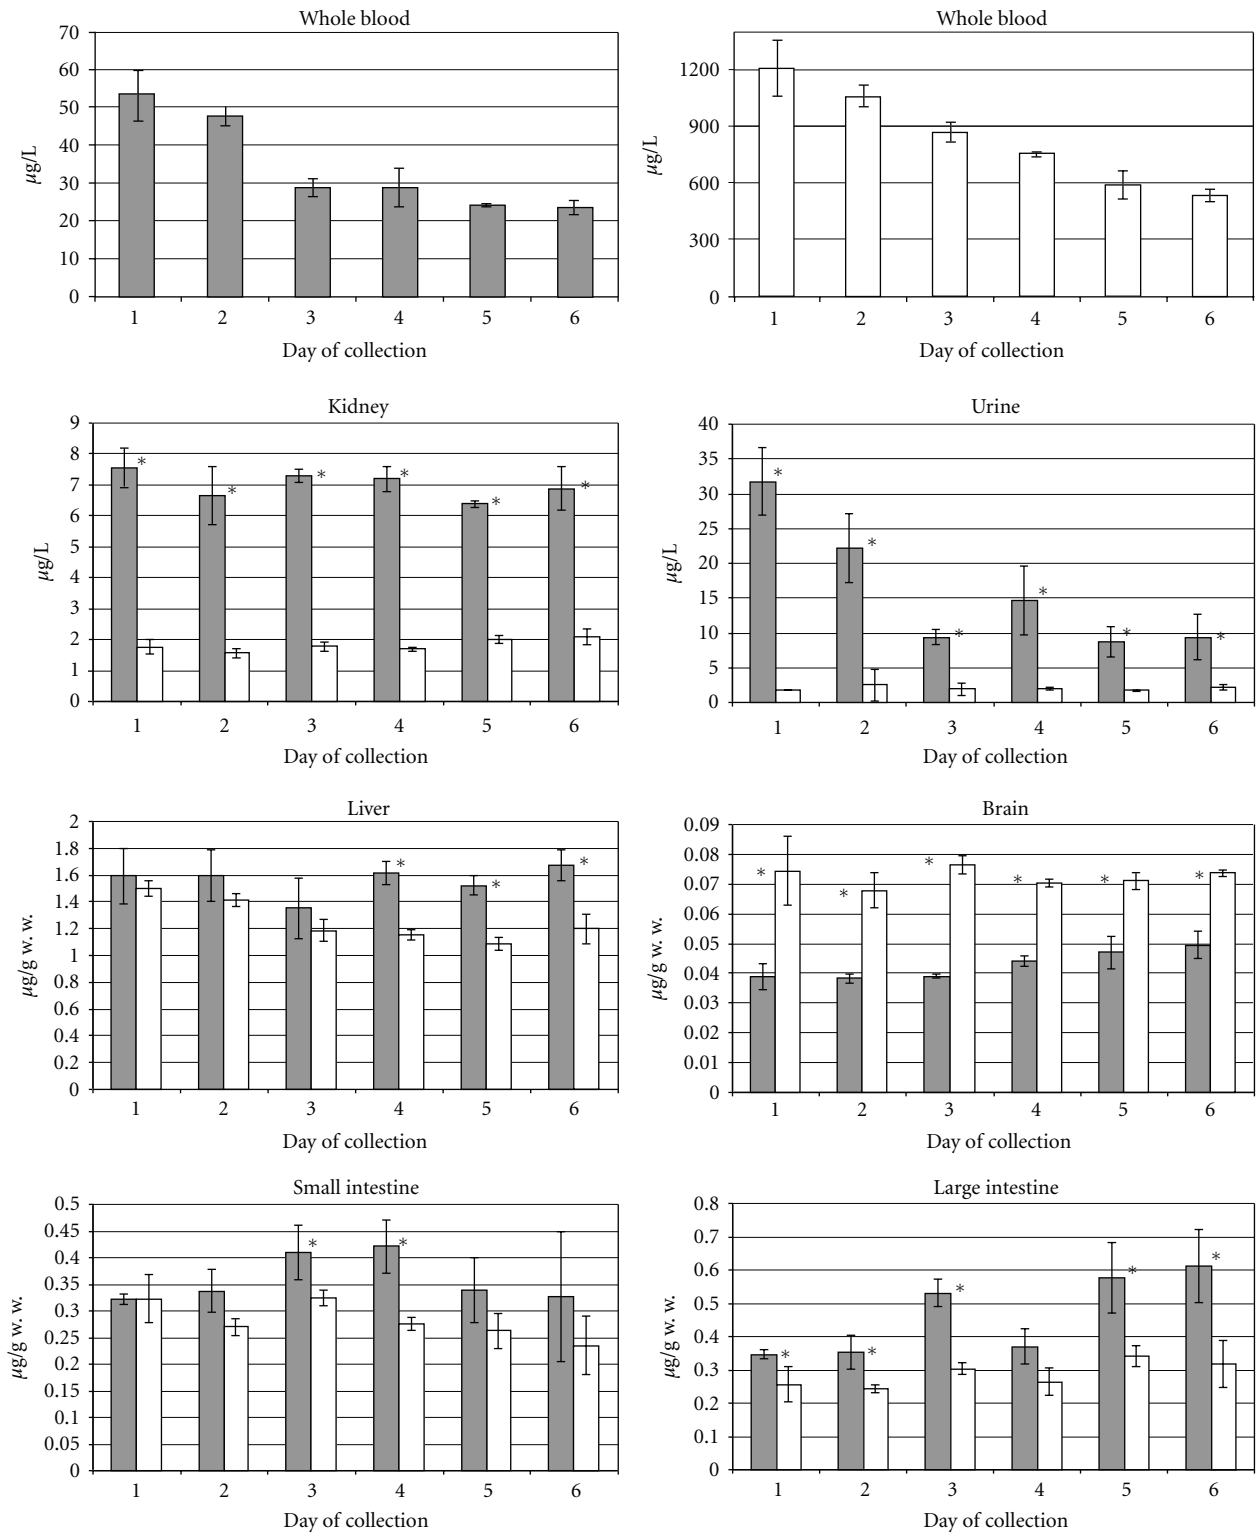 Whole blood
70
60
50
40
30
20
10
0
µg/L
1 2 3 4 5 6
Day of collection
Whole blood
1200
900
600
300
0
µg/L
1 2 3 4 5 6
Day of collection
Kidney
9
8
7
6
5
4
3
2
1
0
µg/L
* * * * * *
1 2 3 4 5 6
Day of collection
Urine
40
35
30
25
20
15
10
5
0
µg/L
* * * * * *
1 2 3 4 5 6
Day of collection
Liver
2
1.8
1.6
1.4
1.2
1
0.8
0.6
0.4
0.2
0
µg/g w. w.
* * *
1 2 3 4 5 6
Day of collection
Brain
0.09
0.08
0.07
0.06
0.05
0.04
0.03
0.02
0.01
0
µg/g w. w.
* * * * * *
1 2 3 4 5 6
Day of collection
Small intestine
0.5
0.45
0.4
0.35
0.3
0.25
0.2
0.15
0.1
0.05
0
µg/g w. w.
* *
1 2 3 4 5 6
Day of collection
Large intestine
0.8
0.7
0.6
0.5
0.4
0.3
0.2
0.1
0
µg/g w. w.
* * * * *
1 2 3 4 5 6
Day of collection